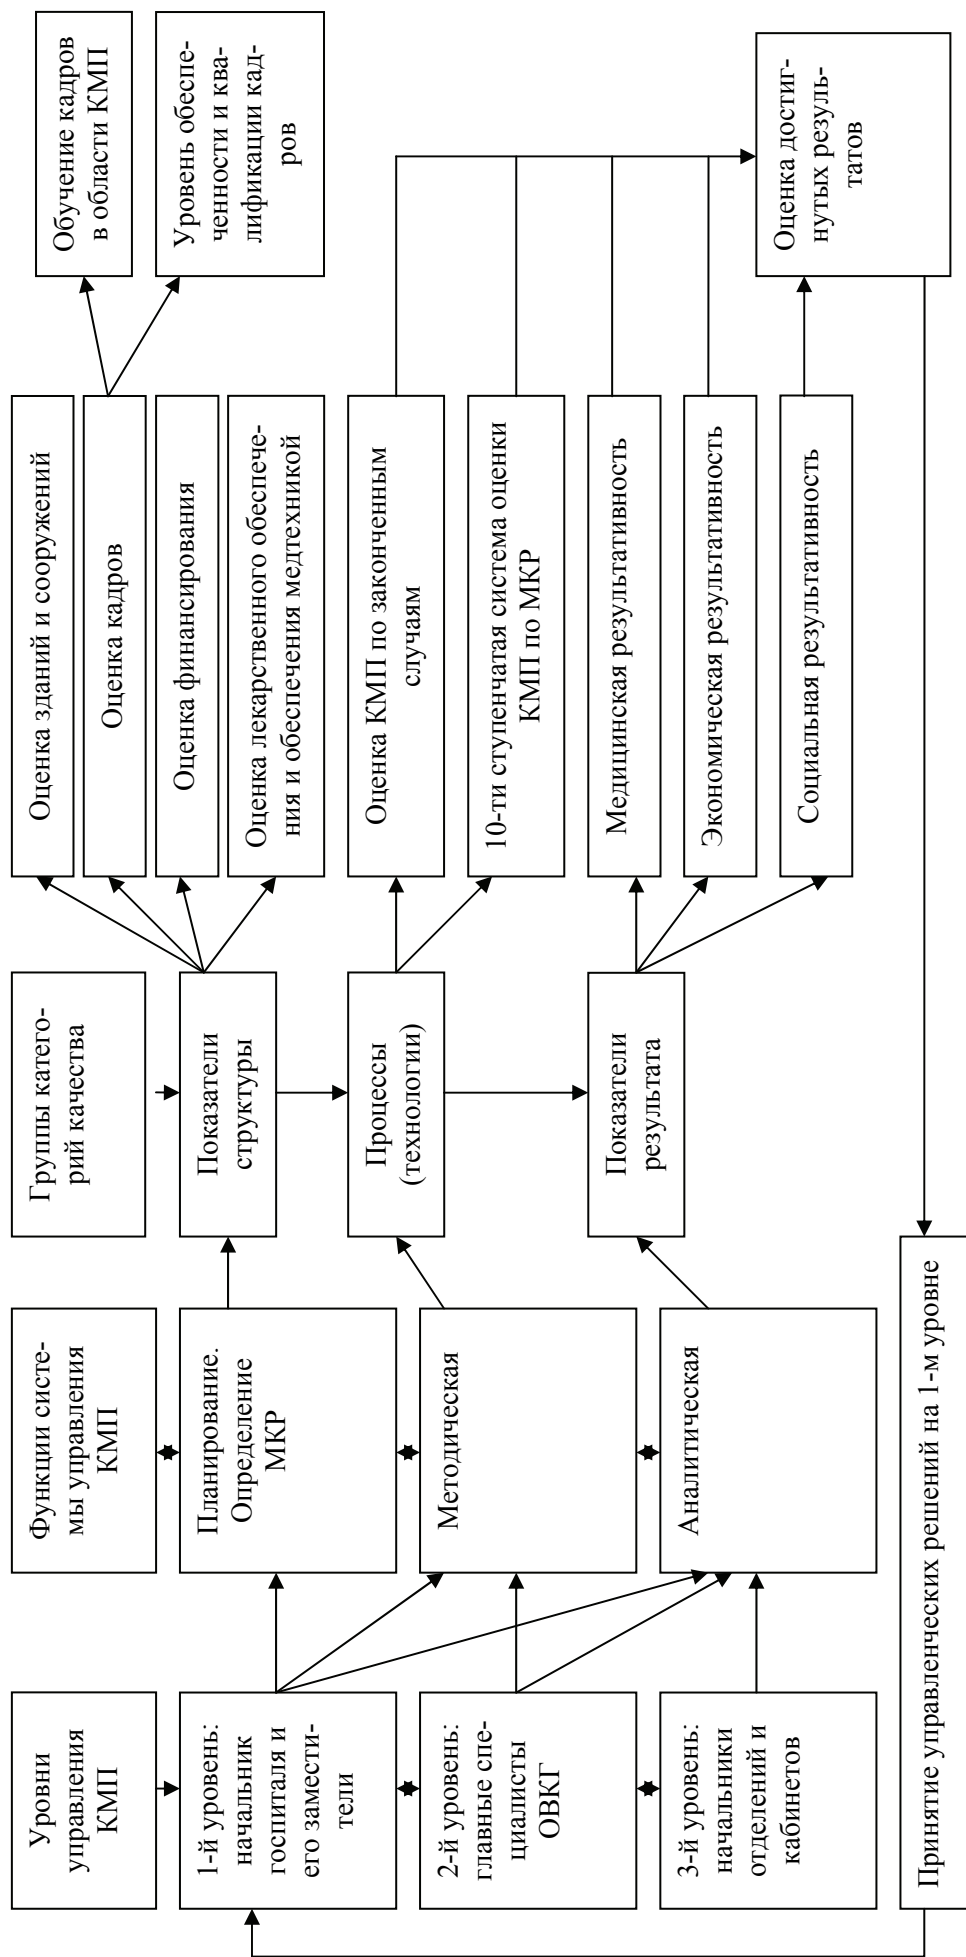 Уровни
управления
КМП
1-й уровень:
начальник
госпиталя и
его замести-
тели
2-й уровень:
главные спе-
циалисты
ОВКГ
3-й уровень:
начальники
отделений и
кабинетов
Функции систе-
мы управления
КМП
Планирование.
Определение
МКР
Методическая
Аналитическая
Группы катего-
рий качества
Показатели
структуры
Процессы
(технологии)
Показатели
результата
Оценка зданий и сооружений
Оценка кадров
Оценка финансирования
Оценка лекарственного обеспече-
ния и обеспечения медтехникой
Оценка КМП по законченным
случаям
10-ти ступенчатая система оценки
КМП по МКР
Медицинская результативность
Экономическая результативность
Социальная результативность
Обучение кадров
в области КМП
Уровень обеспе-
ченности и ква-
лификации кад-
ров
Оценка достиг-
нутых резуль-
татов
Принятие управленческих решений на 1-м уровне